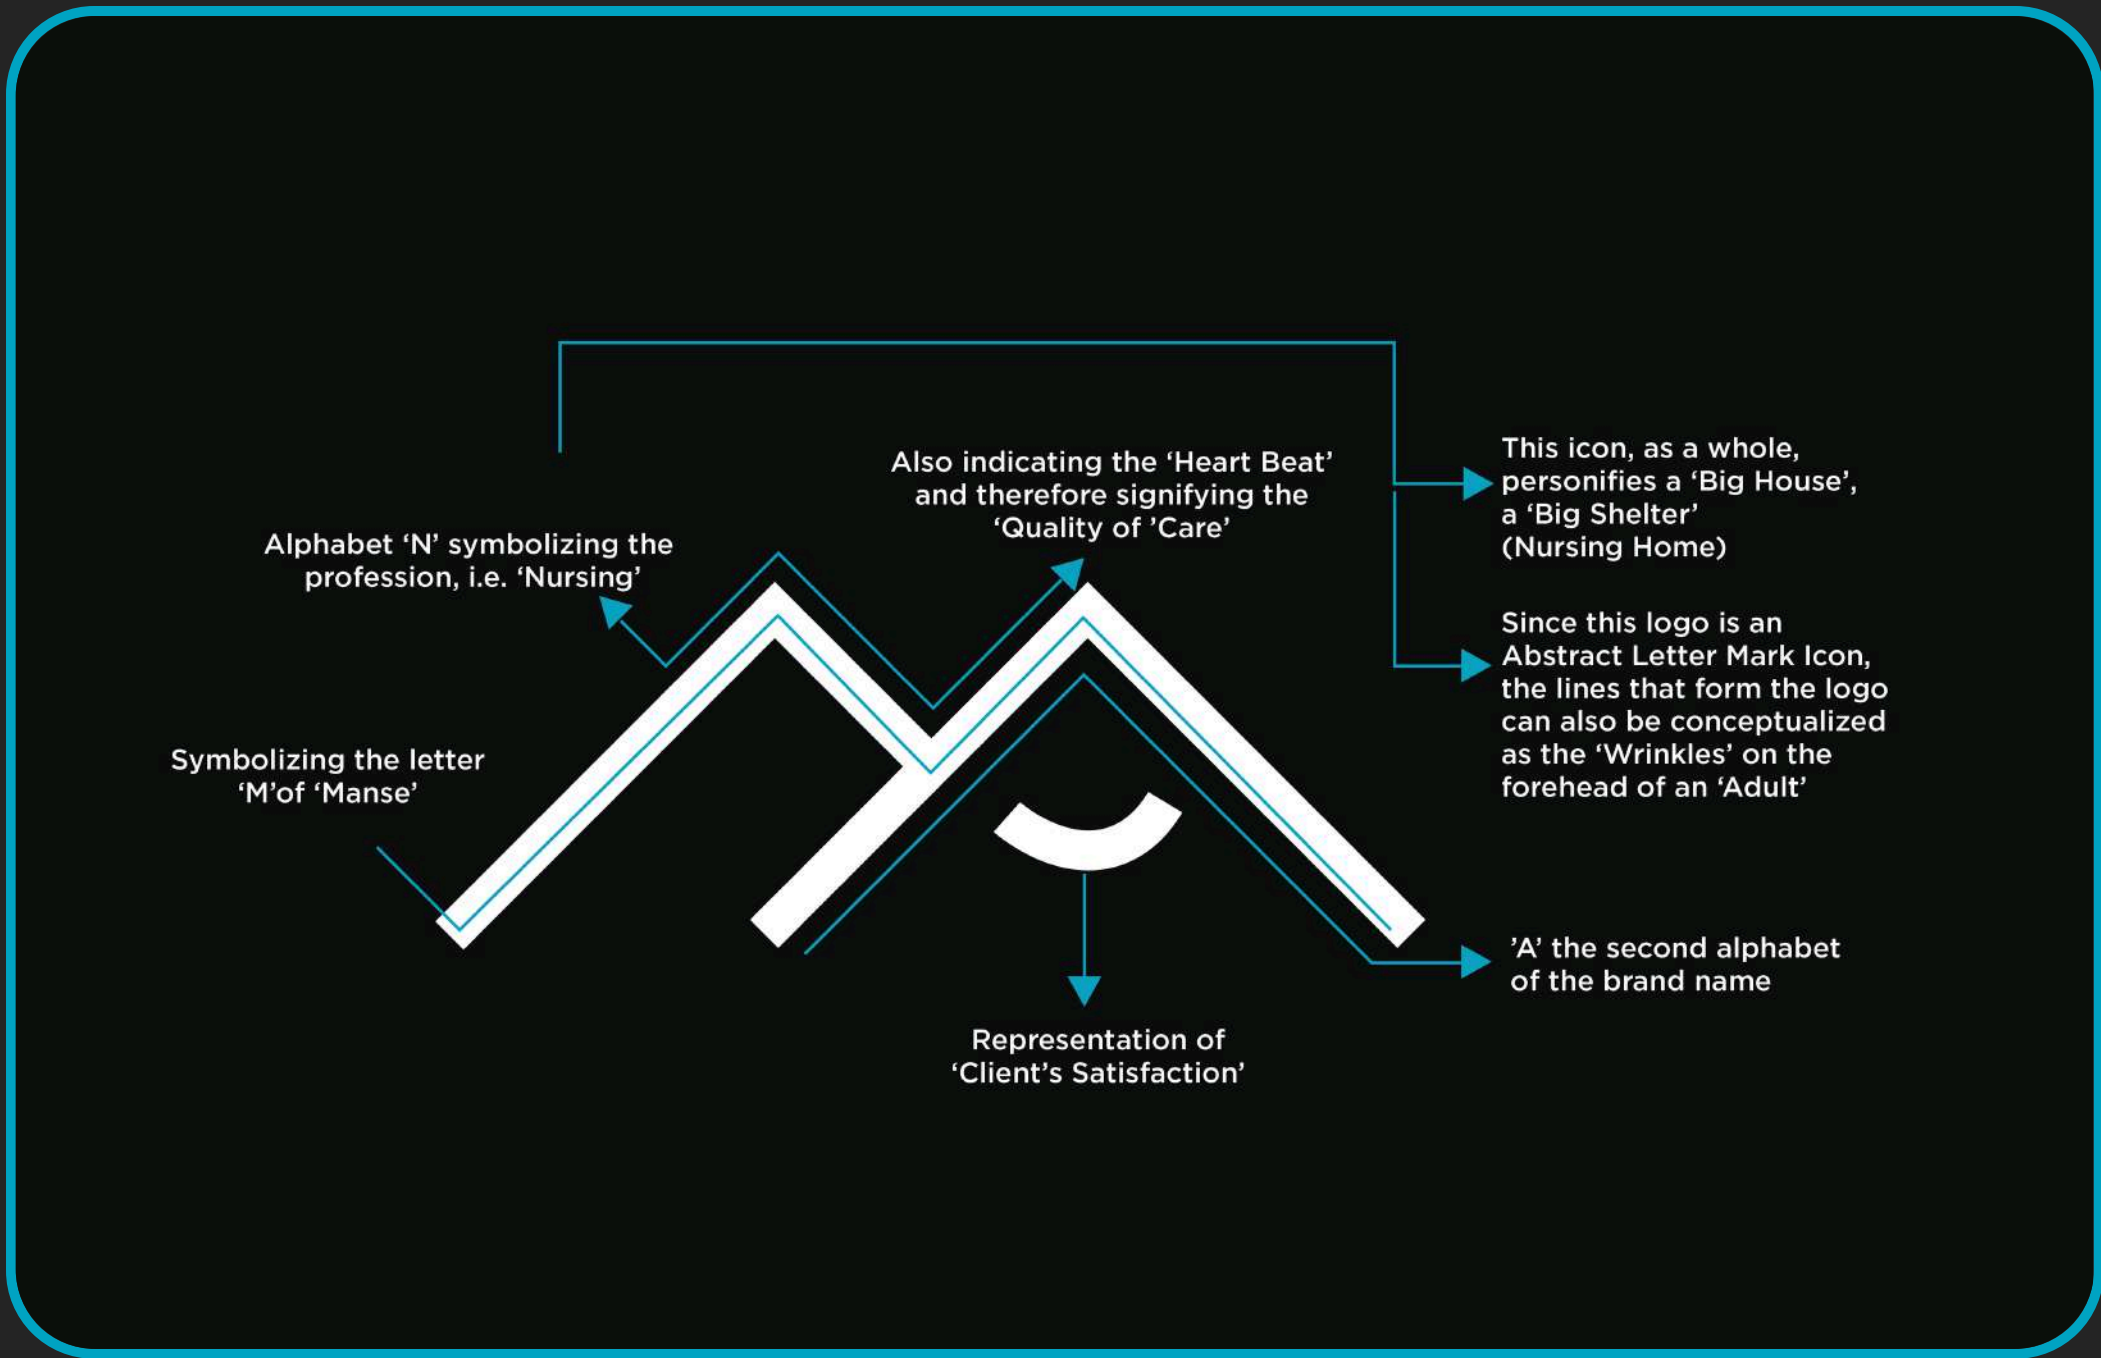 Also indicating the ‘Heart Beat’
and therefore signifying the
‘Quality of ’Care’
This icon, as a whole,
personifies a ‘Big House’,
a ‘Big Shelter’
(Nursing Home)
Alphabet ‘N’ symbolizing the
profession, i.e. ‘Nursing’
Since this logo is an
Abstract Letter Mark Icon,
the lines that form the logo
can also be conceptualized
as the ‘Wrinkles’ on the
forehead of an ‘Adult’
Symbolizing the letter
‘M’of ‘Manse’
’A’ the second alphabet
of the brand name
Representation of
‘Client’s Satisfaction’